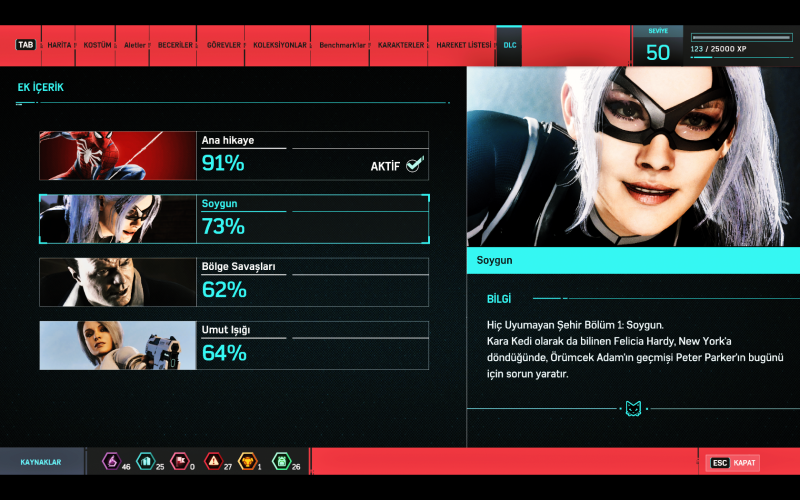 TAB HARİTA KOSTÜM Aletler BECERİLER GÖREVLER KOLEKSİYONLAR Benchmarklar KARAKTERLER HAREKET LİSTESİ DLC
SEVİYE
50
123 / 25000 XP
EK İÇERİK
Ana hikaye
91%
AKTİF
Soygun
73%
Bölge Savaşları
62%
Umut Işığı
64%
Soygun
BİLGİ
Hiç Uyumayan Şehir Bölüm 1: Soygun.
Kara Kedi olarak da bilinen Felicia Hardy, New York'a
döndüğünde, Örümcek Adam'ın geçmişi Peter Parker'ın bugünü
için sorun yaratır.
KAYNAKLAR 46 25 0 27 1 26
ESC KAPAT